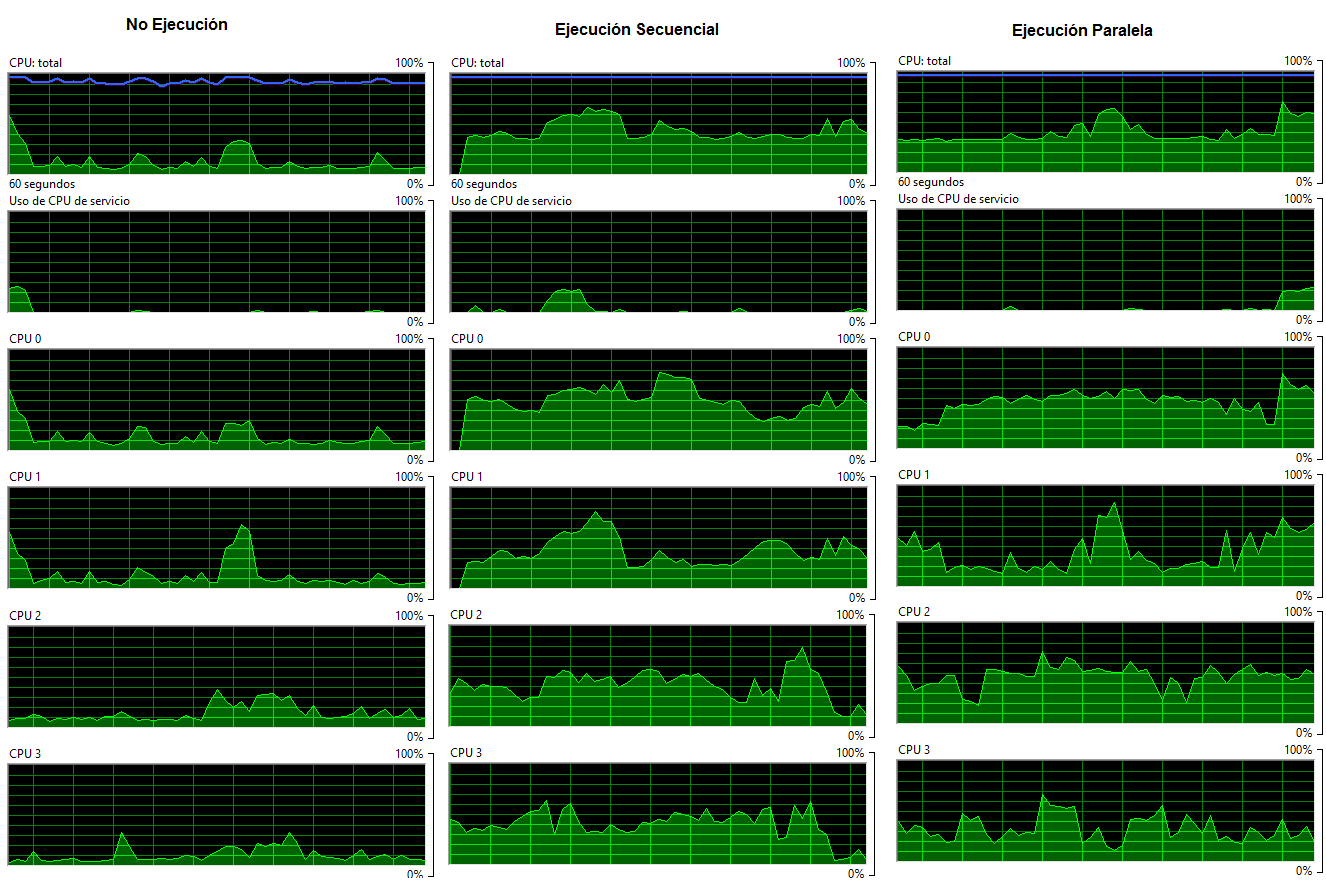 No Ejecución
CPU: total 100%
60 segundos 0%
Uso de CPU de servicio 100%
0%
CPU 0 100%
0%
CPU 1 100%
0%
CPU 2 100%
0%
CPU 3 100%
0%
Ejecución Secuencial
CPU: total 100%
60 segundos 0%
Uso de CPU de servicio 100%
0%
CPU 0 100%
0%
CPU 1 100%
0%
CPU 2 100%
0%
CPU 3 100%
0%
Ejecución Paralela
CPU: total 100%
60 segundos 0%
Uso de CPU de servicio 100%
0%
CPU 0 100%
0%
CPU 1 100%
0%
CPU 2 100%
0%
CPU 3 100%
0%